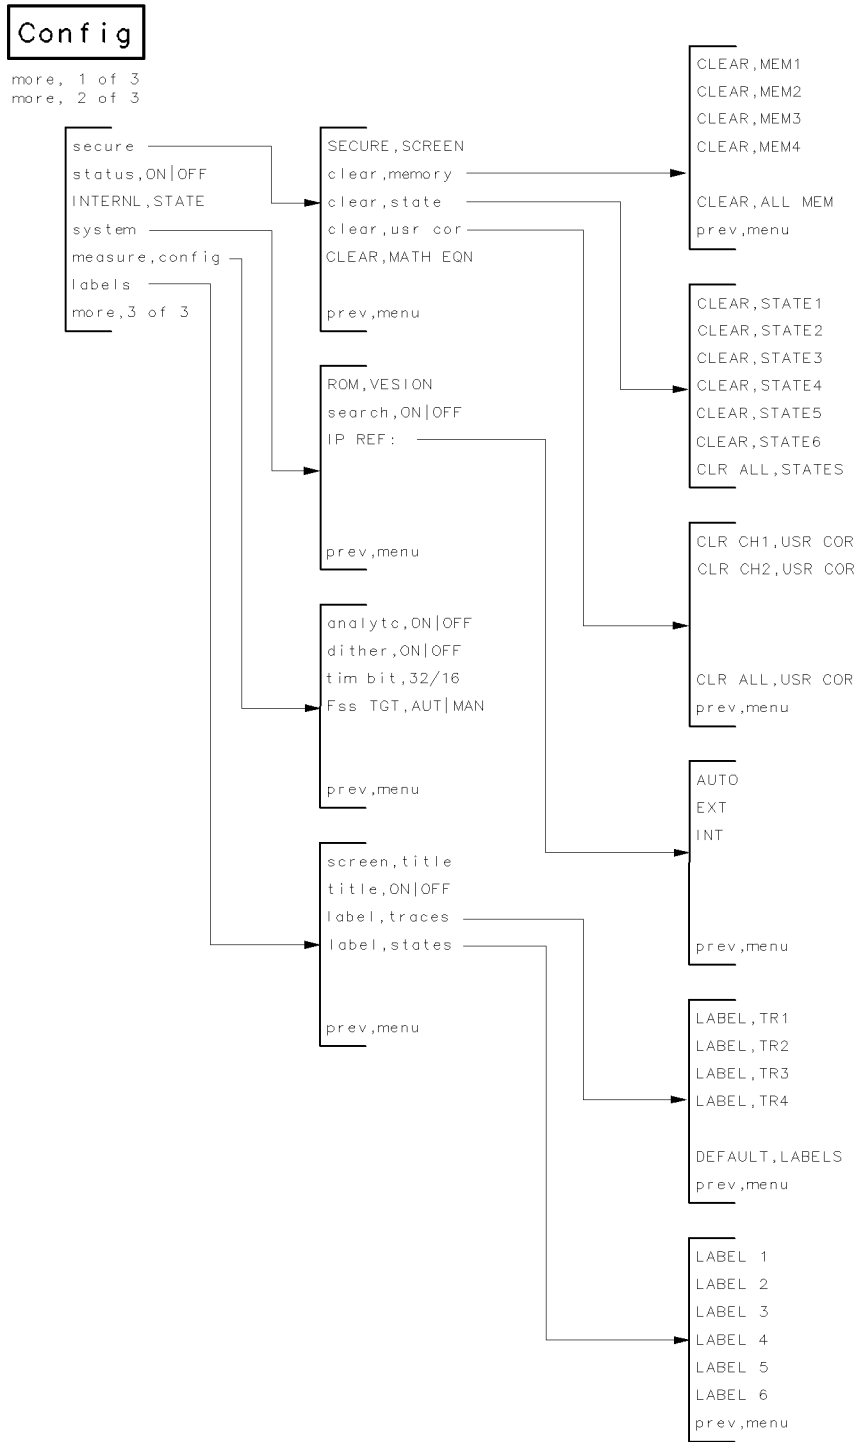 Config
more, 1 of 3
more, 2 of 3
secure
status,ON|OFF
INTERNL,STATE
system
measure,config
labels
more,3 of 3
SECURE,SCREEN
clear,memory
clear,state
clear,usr cor
CLEAR,MATH EQN
prev,menu
ROM,VESION
search,ON|OFF
IP REF:
prev,menu
analytc,ON|OFF
dither,ON|OFF
tim bit,32/16
Fss TGT,AUT|MAN
prev,menu
screen,title
title,ON|OFF
label,traces
label,states
prev,menu
CLEAR,MEM1
CLEAR,MEM2
CLEAR,MEM3
CLEAR,MEM4
CLEAR,ALL MEM
prev,menu
CLEAR,STATE1
CLEAR,STATE2
CLEAR,STATE3
CLEAR,STATE4
CLEAR,STATE5
CLEAR,STATE6
CLR ALL,STATES
CLR CH1,USR COR
CLR CH2,USR COR
CLR ALL,USR COR
prev,menu
AUTO
EXT
INT
prev,menu
LABEL,TR1
LABEL,TR2
LABEL,TR3
LABEL,TR4
DEFAULT,LABELS
prev,menu
LABEL 1
LABEL 2
LABEL 3
LABEL 4
LABEL 5
LABEL 6
prev,menu